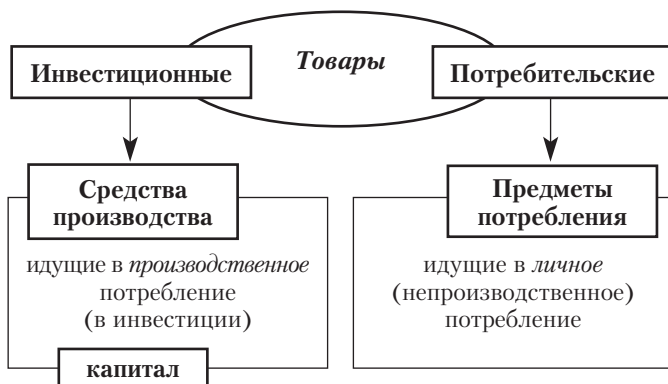 Товары
Инвестиционные
Потребительские
Средства
производства
идущие в производственное
потребление
(в инвестиции)
капитал
Предметы
потребления
идущие в личное
(непроизводственное)
потребление